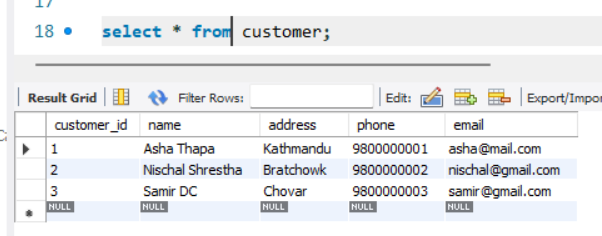 17
18 select * from customer;
Result Grid Filter Rows: Edit: Export/Impor
customer_id name address phone email
1 Asha Thapa Kathmandu 9800000001 asha@mail.com
2 Nischal Shrestha Bratchowk 9800000002 nischal@gmail.com
3 Samir DC Chovar 9800000003 samir@gmail.com
NULL NULL NULL NULL NULL